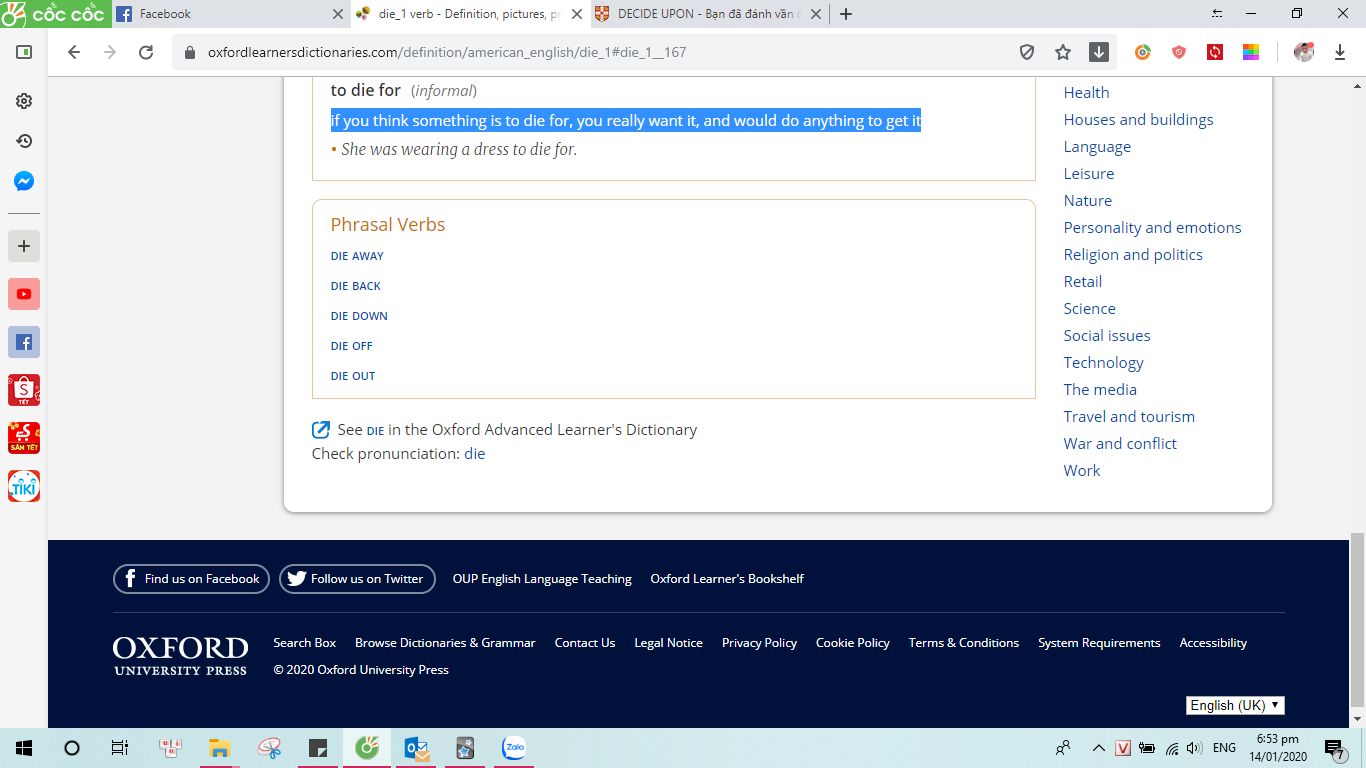 cốc cốc
Facebook
die_1 verb - Definition, pictures, pr
DECIDE UPON - Bạn đã đánh vần
oxfordlearnersdictionaries.com/definition/american_english/die_1#die_1__167
to die for (informal)
if you think something is to die for, you really want it, and would do anything to get it
• She was wearing a dress to die for.
Phrasal Verbs
DIE AWAY
DIE BACK
DIE DOWN
DIE OFF
DIE OUT
See DIE in the Oxford Advanced Learner's Dictionary
Check pronunciation: die
Health
Houses and buildings
Language
Leisure
Nature
Personality and emotions
Religion and politics
Retail
Science
Social issues
Technology
The media
Travel and tourism
War and conflict
Work
TẾT
SẮM TẾT
TIKI
Find us on Facebook
Follow us on Twitter
OUP English Language Teaching
Oxford Learner's Bookshelf
OXFORD
UNIVERSITY PRESS
Search Box
Browse Dictionaries & Grammar
Contact Us
Legal Notice
Privacy Policy
Cookie Policy
Terms & Conditions
System Requirements
Accessibility
© 2020 Oxford University Press
English (UK)
Zalo
V
ENG
6:53 pm
14/01/2020
7